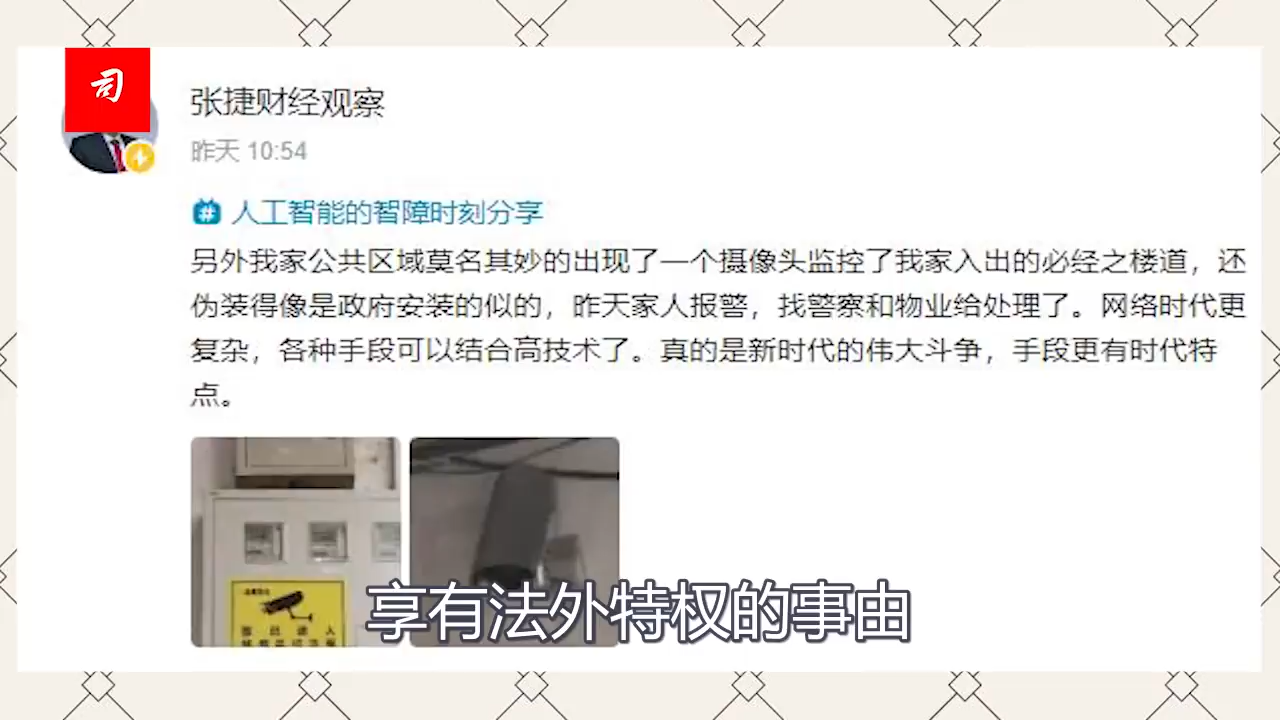 司
张捷财经观察
昨天 10:54
# 人工智能的智障时刻分享
另外我家公共区域莫名其妙的出现了一个摄像头监控了我家入出的必经之楼道，还
伪装得像是政府安装的似的，昨天家人报警，找警察和物业给处理了。网络时代更
复杂，各种手段可以结合高技术了。真的是新时代的伟大斗争，手段更有时代特
点。
享有法外特权的事由